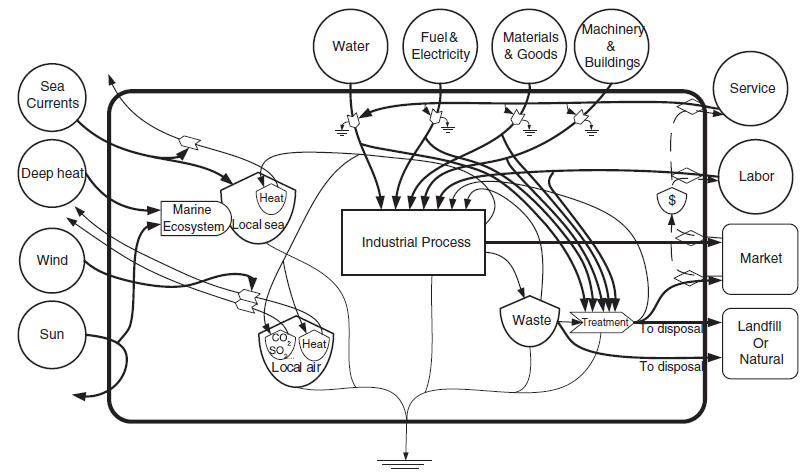 Water
Fuel &
Electricity
Materials
& Goods
Machinery
&
Buildings
Sea
Currents
Service
Deep heat
Heat
Labor
$
Marine
Ecosystem
Local sea
Industrial Process
Market
Wind
Sun
CO2
SO2...
Heat
Local air
Waste
Treatment
To disposal
To disposal
Landfill
Or
Natural